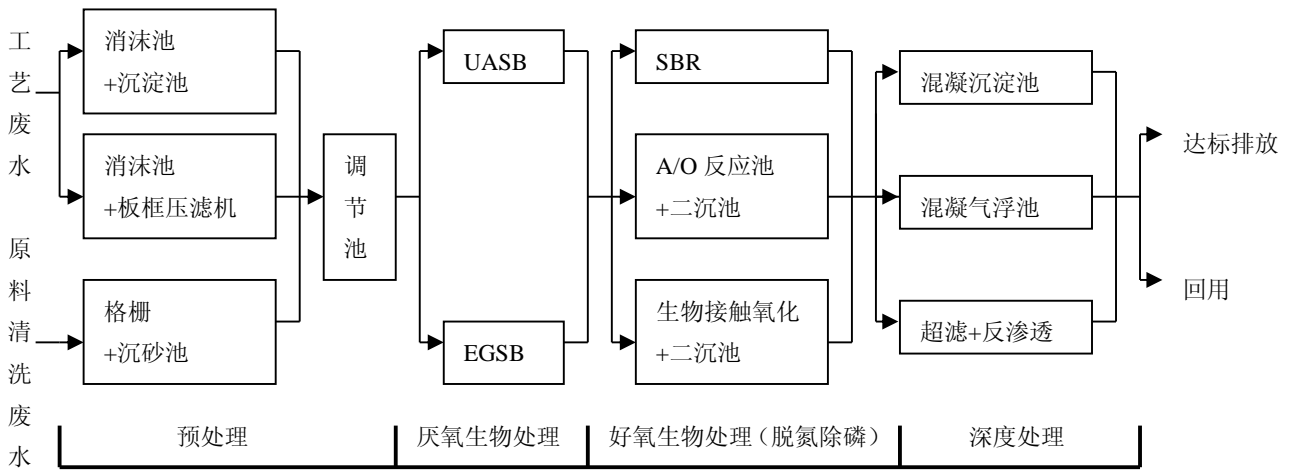 工艺废水
原料清洗废水
消沫池
+沉淀池
消沫池
+板框压滤机
格栅
+沉砂池
调节池
UASB
EGSB
SBR
A/O 反应池
+二沉池
生物接触氧化
+二沉池
混凝沉淀池
混凝气浮池
超滤+反渗透
达标排放
回用
预处理
厌氧生物处理
好氧生物处理（脱氮除磷）
深度处理